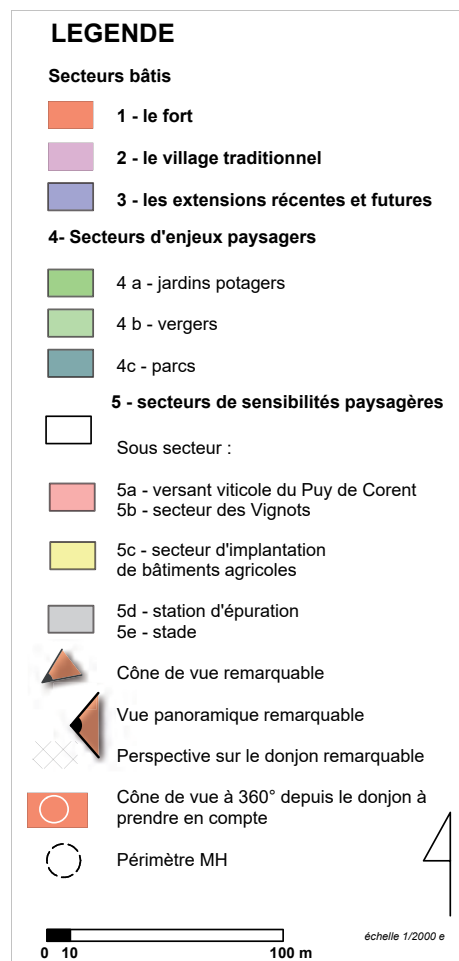 LEGENDE
Secteurs bâtis
1 - le fort
2 - le village traditionnel
3 - les extensions récentes et futures
4- Secteurs d'enjeux paysagers
4 a - jardins potagers
4 b - vergers
4c - parcs
5 - secteurs de sensibilités paysagères
Sous secteur :
5a - versant viticole du Puy de Corent
5b - secteur des Vignots
5c - secteur d'implantation
de bâtiments agricoles
5d - station d'épuration
5e - stade
Cône de vue remarquable
Vue panoramique remarquable
Perspective sur le donjon remarquable
Cône de vue à 360° depuis le donjon à
prendre en compte
Périmètre MH
échelle 1/2000 e
0 10 100 m